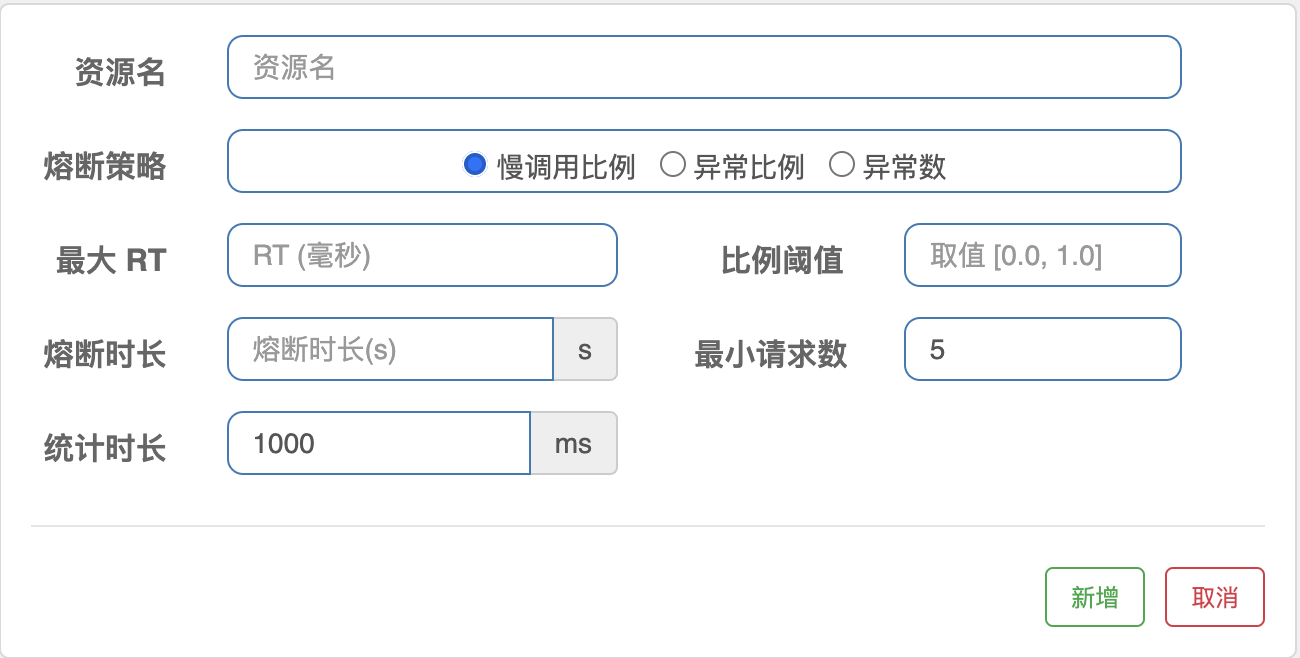 资源名 资源名
熔断策略 慢调用比例 异常比例 异常数
最大 RT RT (毫秒) 比例阈值 取值 [0.0, 1.0]
熔断时长 熔断时长(s) s 最小请求数 5
统计时长 1000 ms
新增 取消